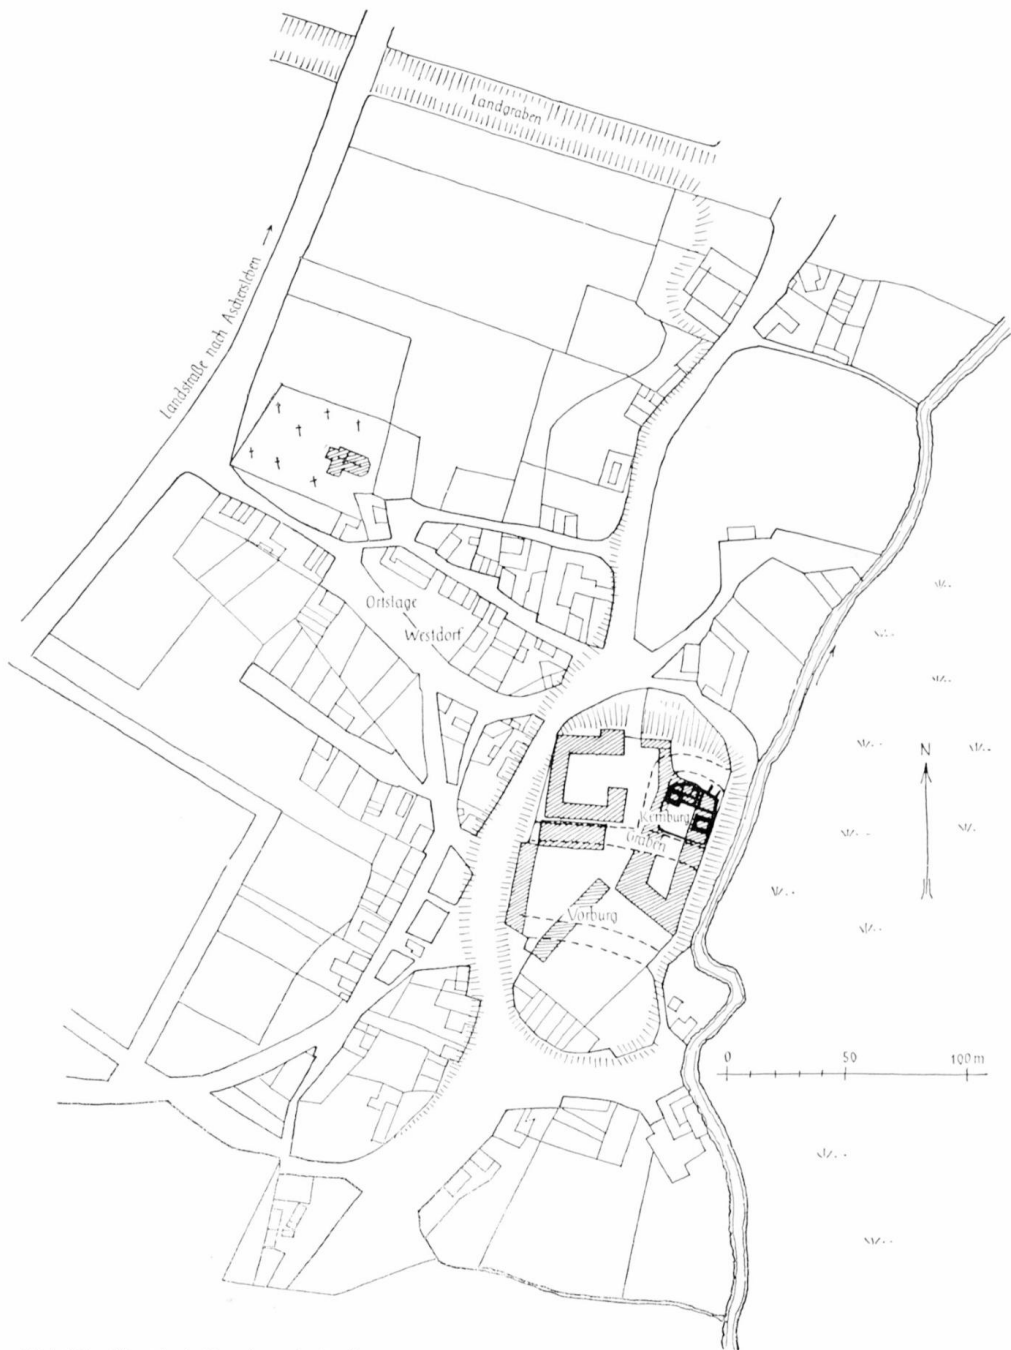 Landgraben
Landstraße nach Aschersleben
Ortslage
Westdorf
N
Kernburg
Graben
Vorburg
0 50 100 m